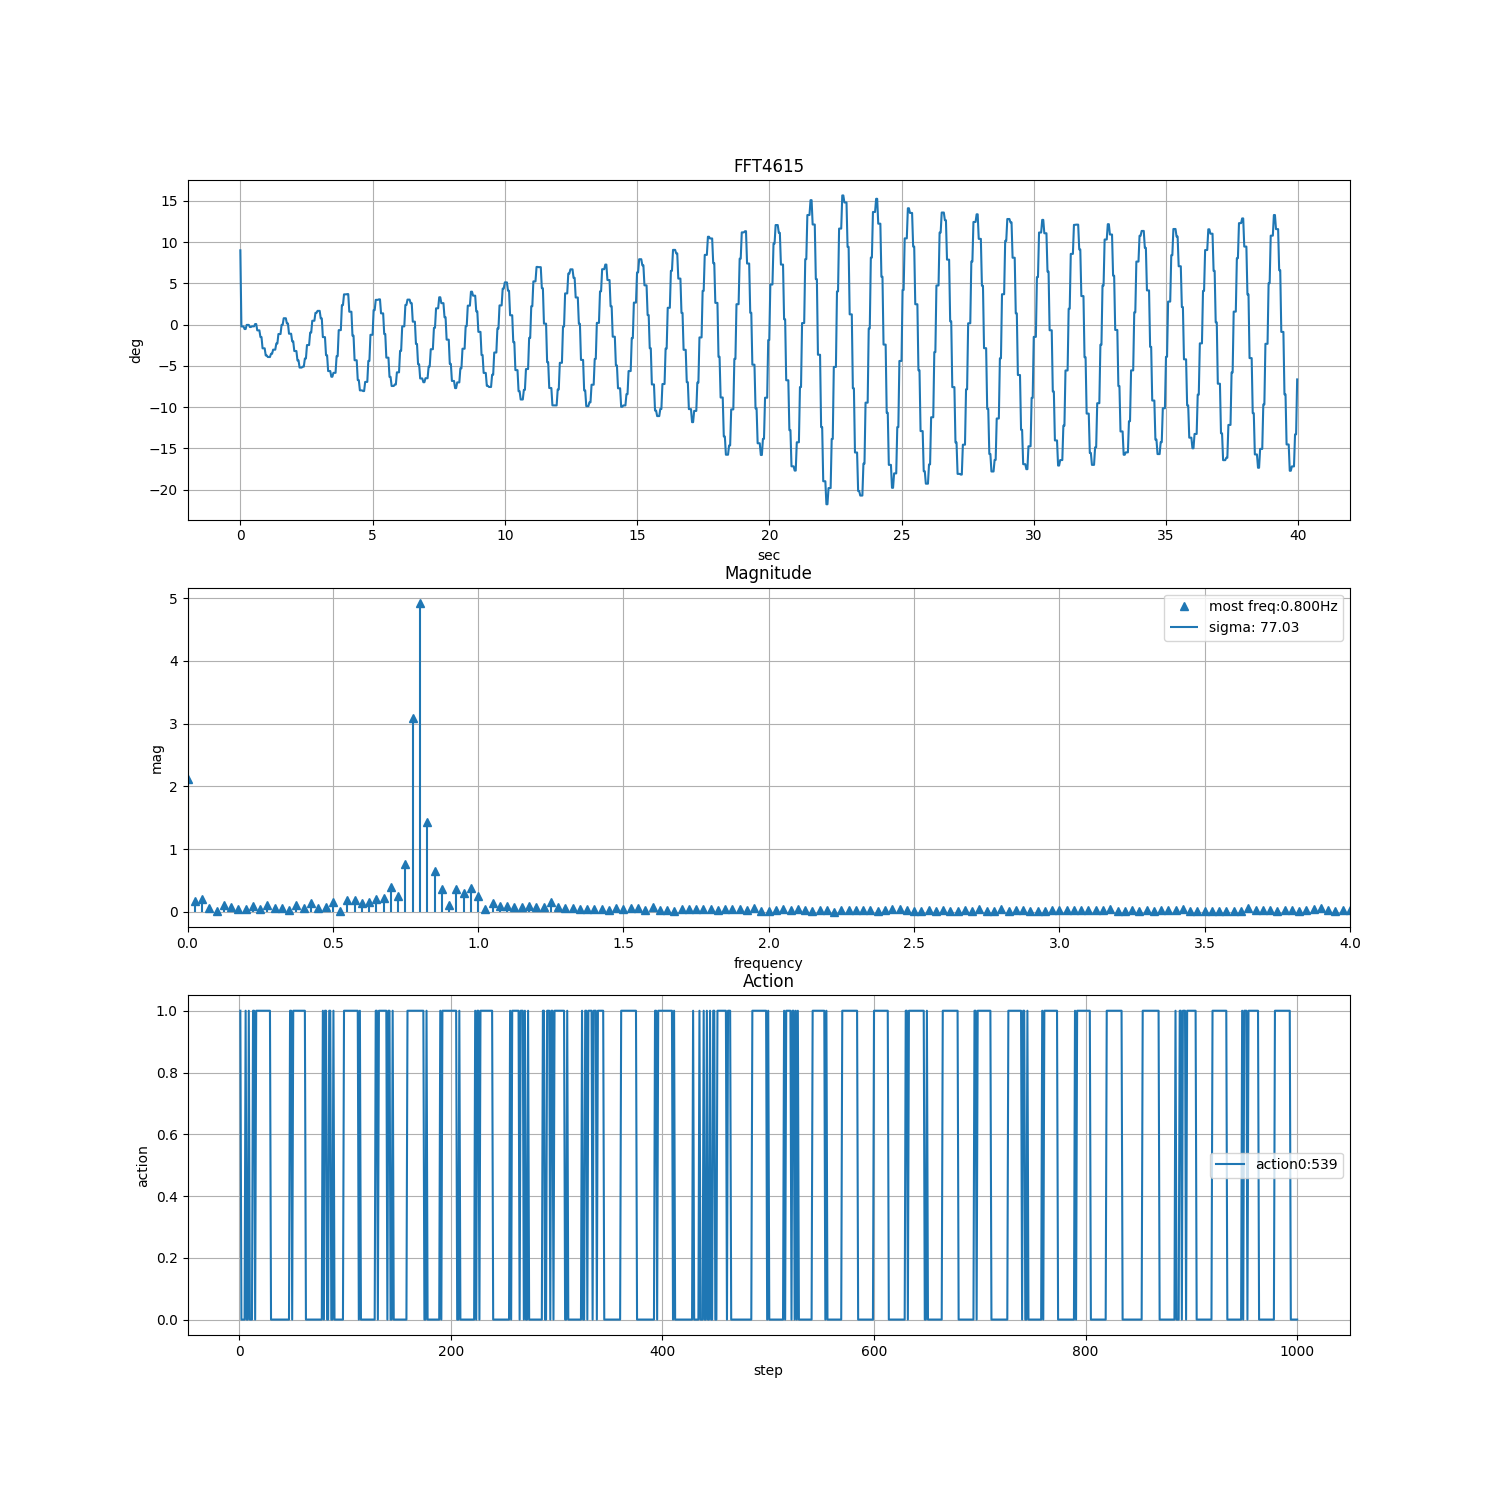 FFT4615
15
10
5
0
−5
−10
−15
−20
deg
0 5 10 15 20 25 30 35 40
sec
Magnitude
most freq:0.800Hz
sigma: 77.03
5
4
3
2
1
0
mag
0.0 0.5 1.0 1.5 2.0 2.5 3.0 3.5 4.0
frequency
Action
1.0
0.8
0.6
0.4
0.2
0.0
action
action0:539
0 200 400 600 800 1000
step